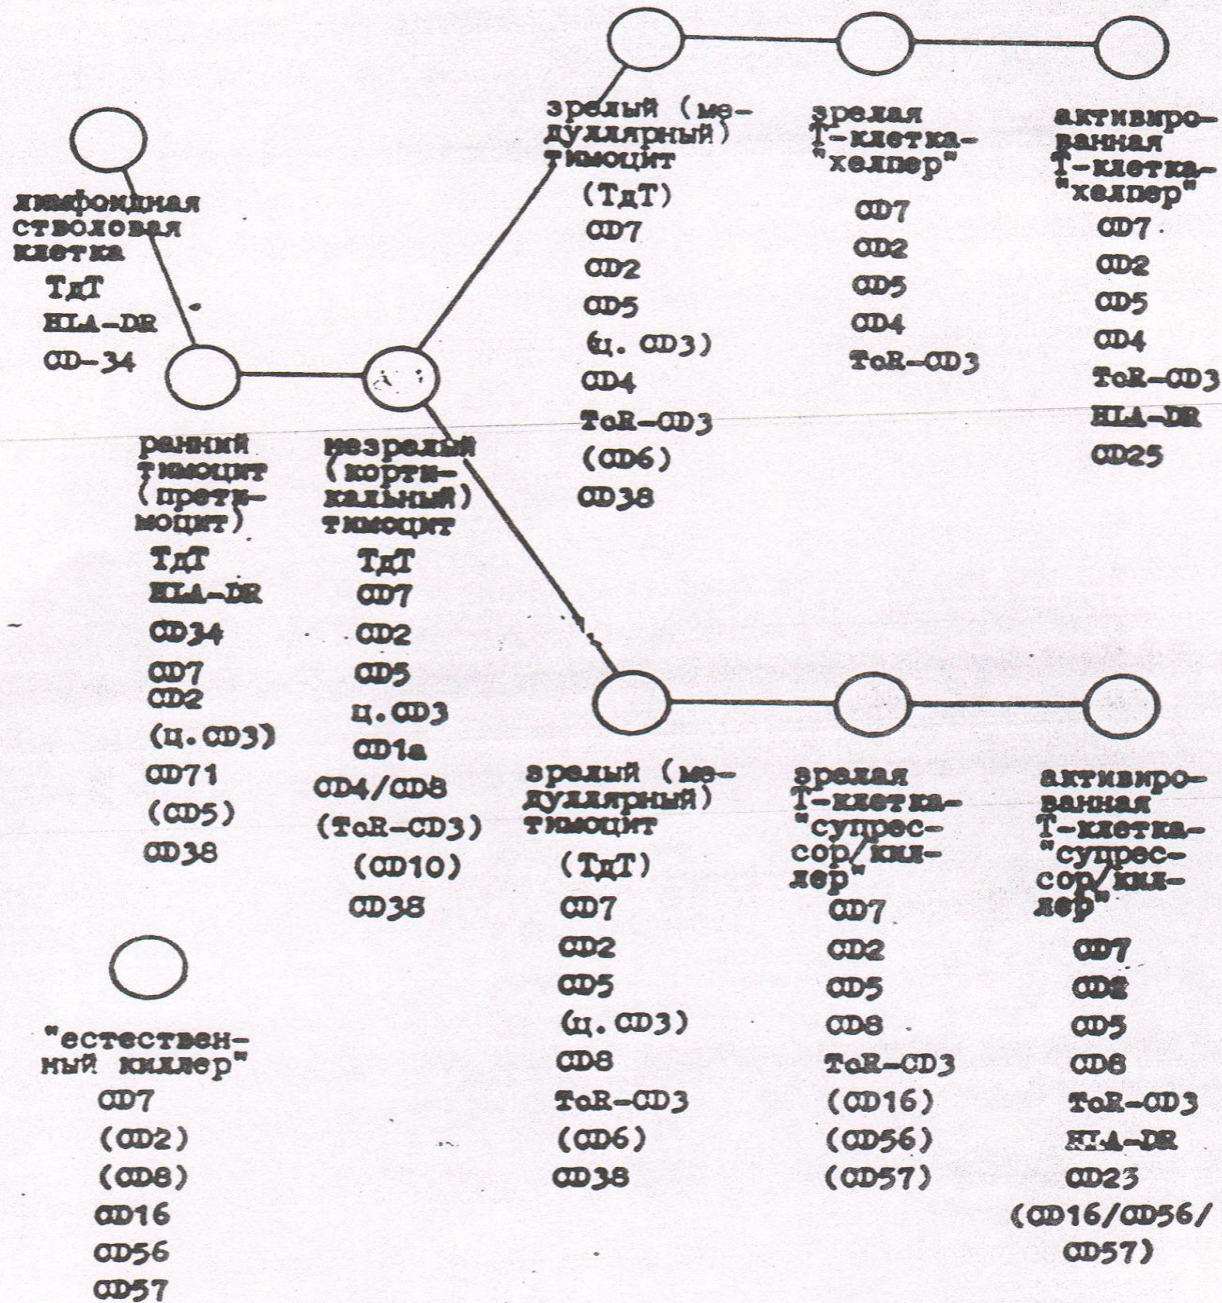 лимфоидная
стволовая
клетка
ТдТ
HLA-DR
CD-34
ранний
тимоцит
(прети-
моцит)
ТдТ
HLA-DR
CD34
CD7
CD2
(ц.CD3)
CD71
(CD5)
CD38
незрелый
(корти-
кальный)
тимоцит
ТдТ
CD7
CD2
CD5
ц.CD3
CD1a
CD4/CD8
(TcR-CD3)
(CD10)
CD38
зрелый (ме-
дуллярный)
тимоцит
(ТдТ)
CD7
CD2
CD5
(ц.CD3)
CD4
TcR-CD3
(CD6)
CD38
зрелая
Т-клетка-
"хелпер"
CD7
CD2
CD5
CD4
TcR-CD3
активиро-
ванная
Т-клетка-
"хелпер"
CD7
CD2
CD5
CD4
TcR-CD3
HLA-DR
CD25
зрелый (ме-
дуллярный)
тимоцит
(ТдТ)
CD7
CD2
CD5
(ц.CD3)
CD8
TcR-CD3
(CD6)
CD38
зрелая
Т-клетка-
"супрес-
сор/кил-
лер"
CD7
CD2
CD5
CD8
TcR-CD3
(CD16)
(CD56)
(CD57)
активиро-
ванная
Т-клетка-
"супрес-
сор/кил-
лер"
CD7
CD2
CD5
CD8
TcR-CD3
HLA-DR
CD23
(CD16/CD56/
CD57)
"естествен-
ный киллер"
CD7
(CD2)
(CD8)
CD16
CD56
CD57